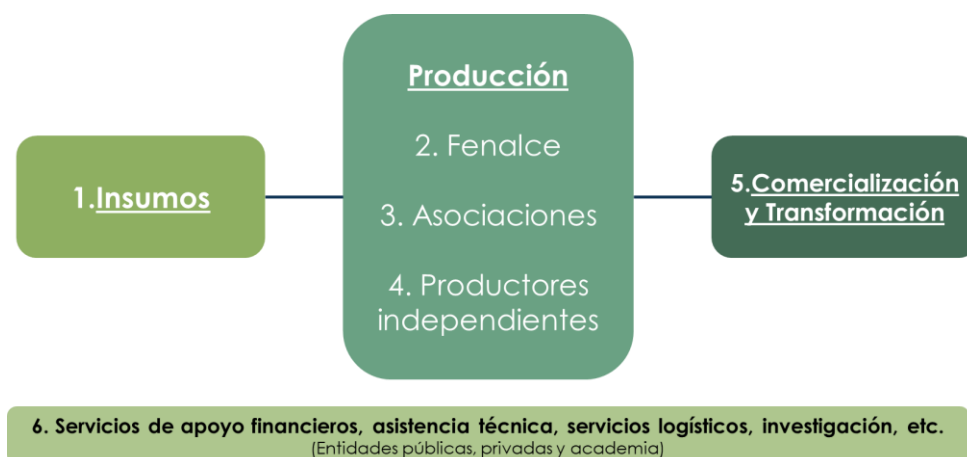 Producción
2. Fenalce
1.Insumos
3. Asociaciones
4. Productores
independientes
5.Comercialización
y Transformación
6. Servicios de apoyo financieros, asistencia técnica, servicios logísticos, investigación, etc.
(Entidades públicas, privadas y academia)